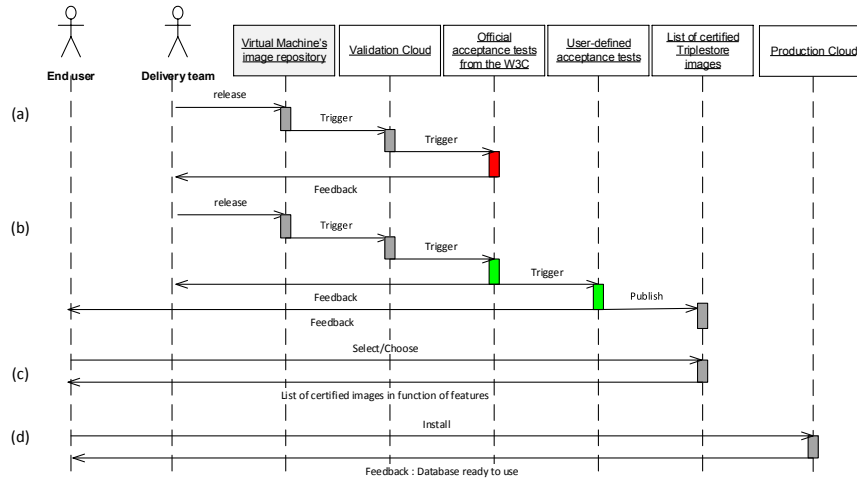 Virtual Machine's
image repository
Validation Cloud
Official
acceptance tests
from the W3C
User-defined
acceptance tests
List of certified
Triplestore
images
Production Cloud
End user
Delivery team
(a)
release
Trigger
Trigger
Feedback
(b)
release
Trigger
Trigger
Trigger
Feedback
Publish
Feedback
Select/Choose
(c)
List of certified images in function of features
(d)
Install
Feedback : Database ready to use